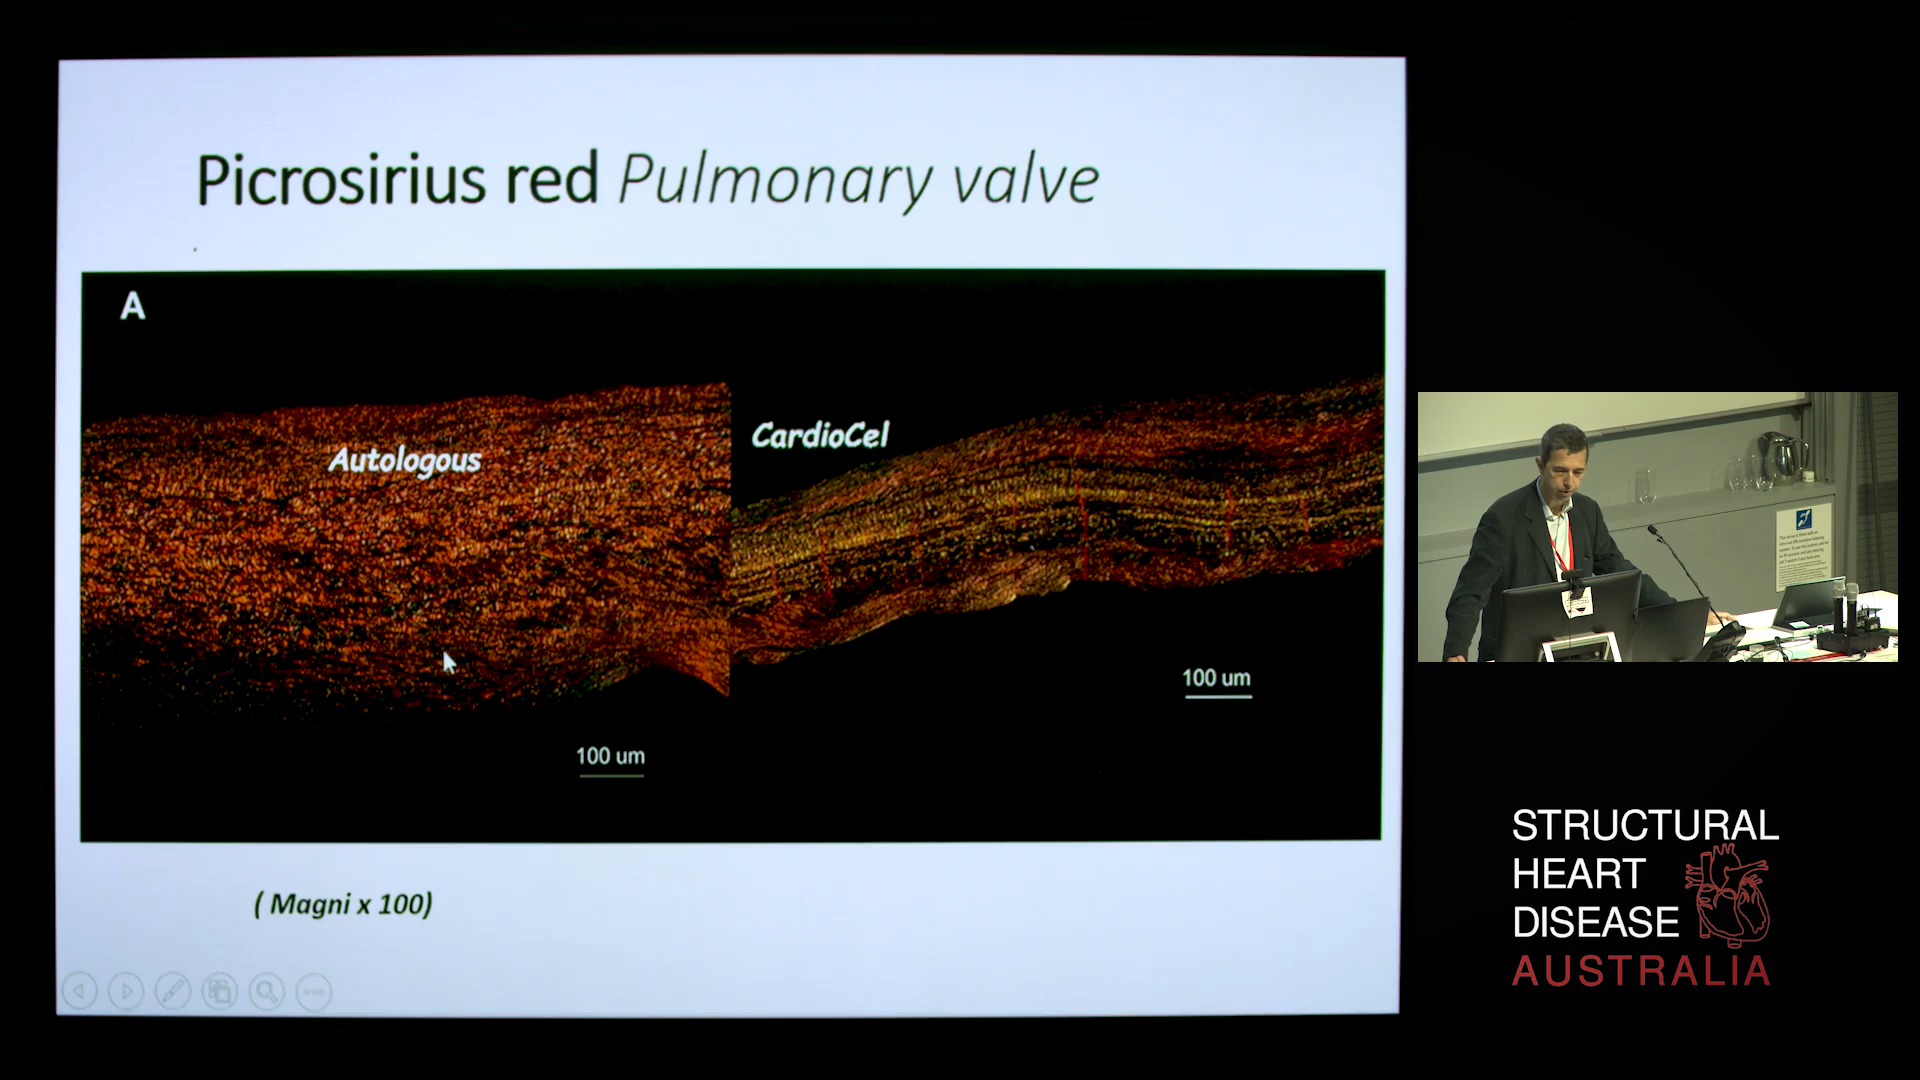 Picrosirius red Pulmonary valve
A
Autologous
CardioCel
100 um
100 um
( Magni x 100)
STRUCTURAL
HEART
DISEASE
AUSTRALIA